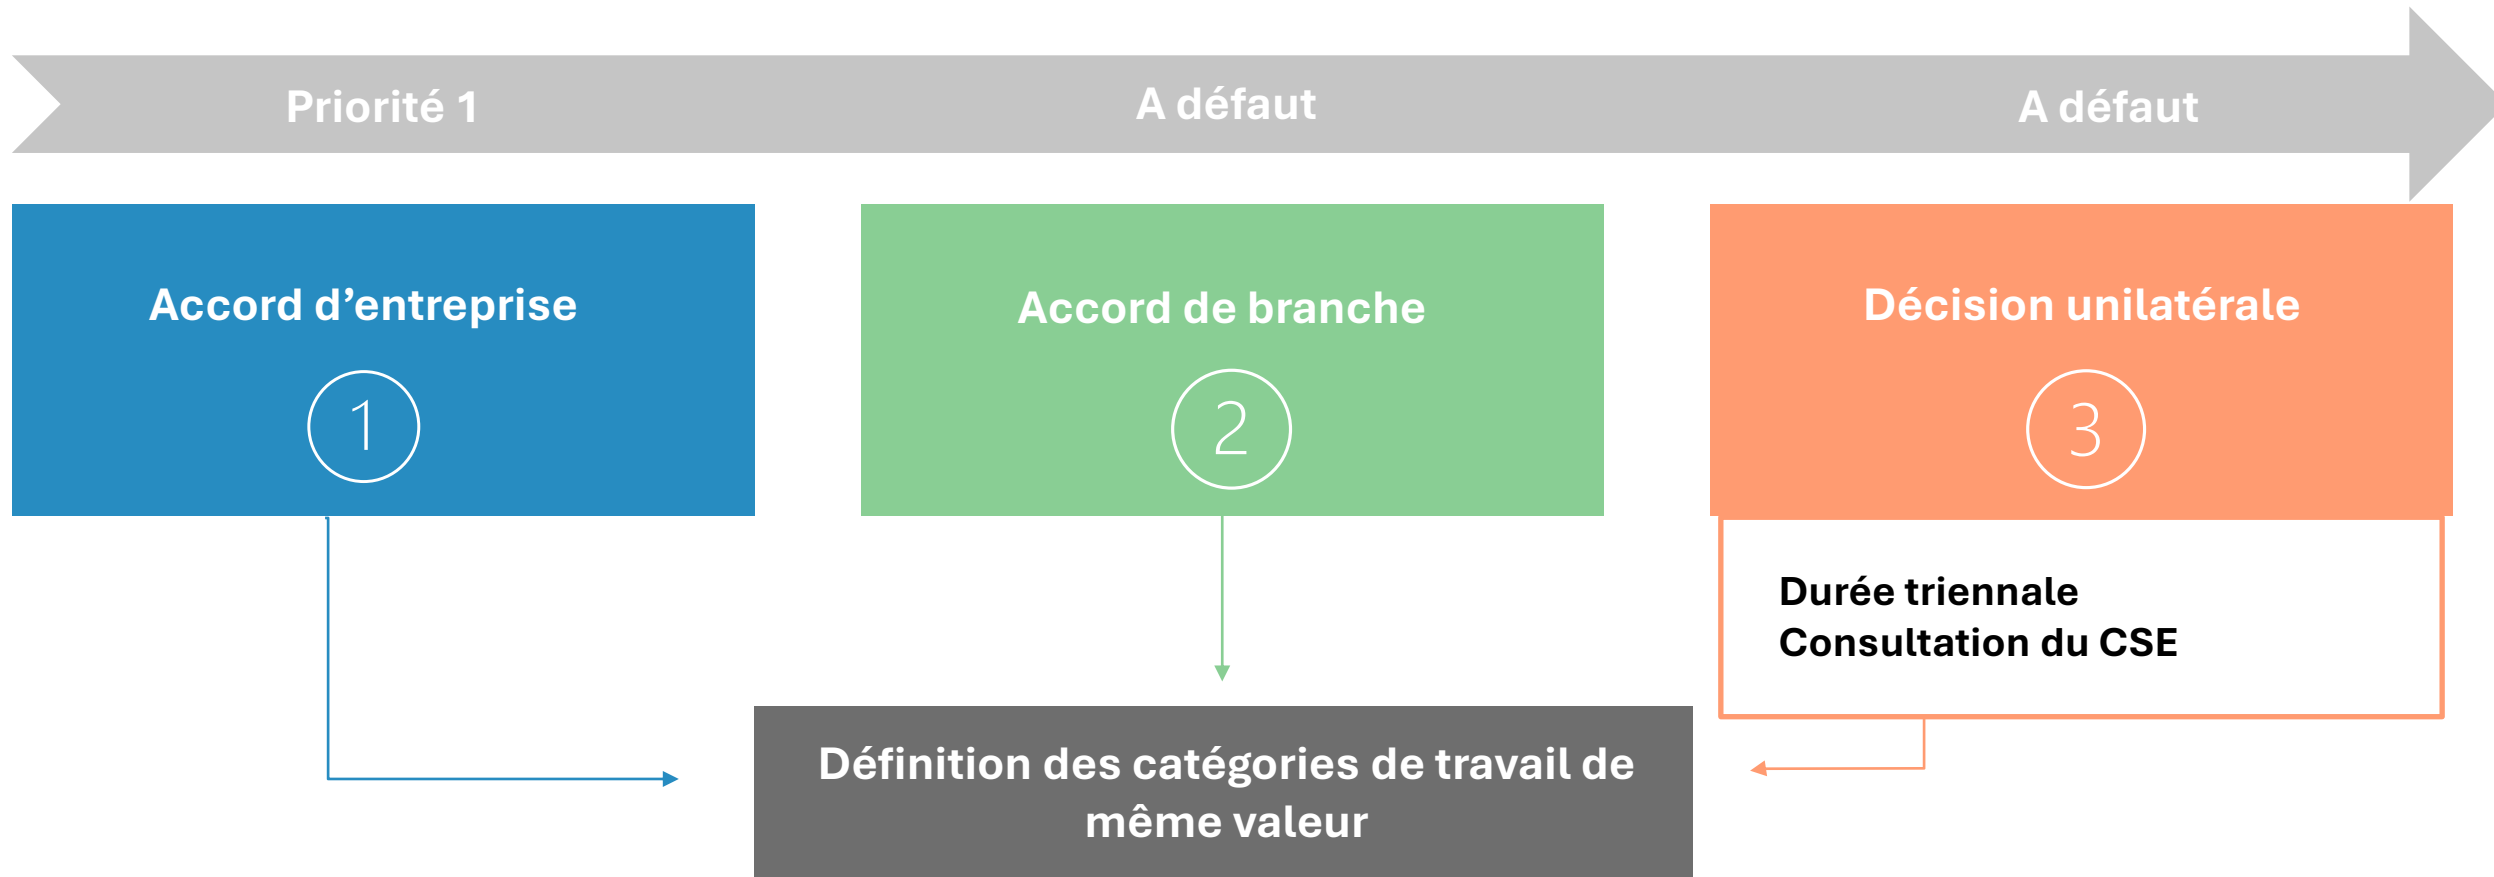 Priorité 1
A défaut
A défaut
Accord d’entreprise
1
Accord de branche
2
Décision unilatérale
3
Durée triennale
Consultation du CSE
Définition des catégories de travail de
même valeur